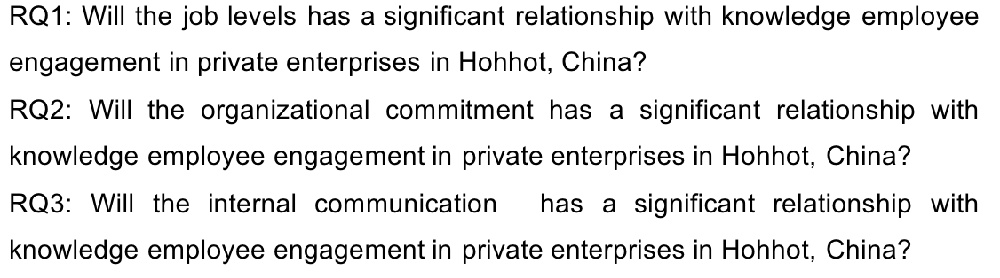 RQ1: Will the job levels has a significant relationship with knowledge employee
engagement in private enterprises in Hohhot, China?
RQ2: Will the organizational commitment has a significant relationship with
knowledge employee engagement in private enterprises in Hohhot, China?
RQ3: Will the internal communication has a significant relationship with
knowledge employee engagement in private enterprises in Hohhot, China?